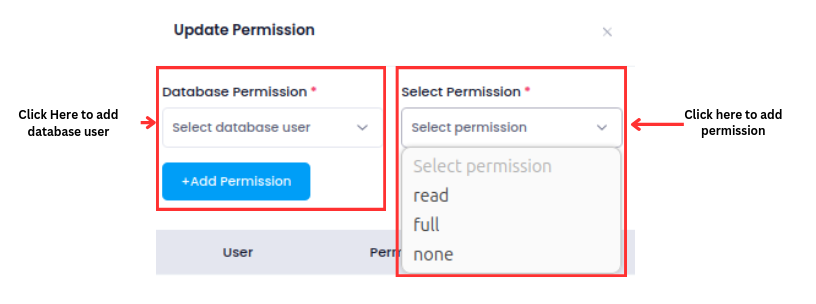 Update Permission
×
Database Permission *
Select Permission *
Click Here to add
database user
Select database user
Select permission
Click here to add
permission
+Add Permission
Select permission
read
full
none
User